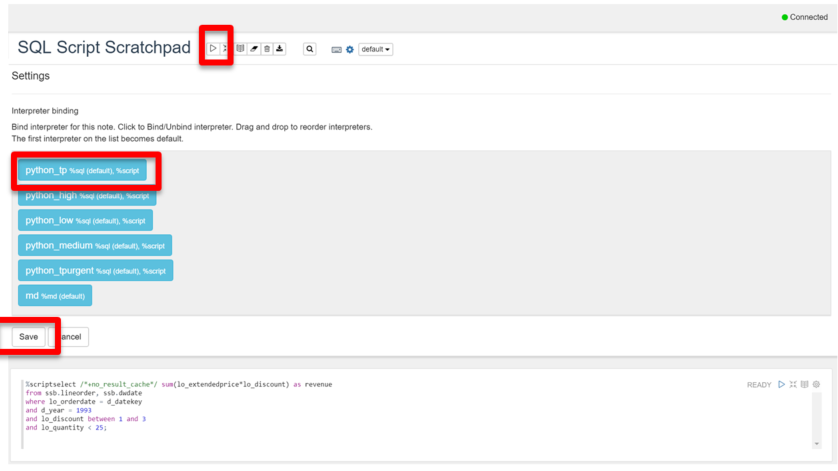 Connected
SQL Script Scratchpad
default
Settings
Interpreter binding
Bind interpreter for this note. Click to Bind/Unbind interpreter. Drag and drop to reorder interpreters.
The first interpreter on the list becomes default.
python_tp %sql (default), %script
python_high %sql (default), %script
python_low %sql (default), %script
python_medium %sql (default), %script
python_tpurgent %sql (default), %script
md %md (default)
Save ancel
%scriptselect /*+no_result_cache*/ sum(lo_extendedprice*lo_discount) as revenue
READY
from ssb.lineorder, ssb.dwdate
where lo_orderdate = d_datekey
and d_year = 1993
and lo_discount between 1 and 3
and lo_quantity < 25;